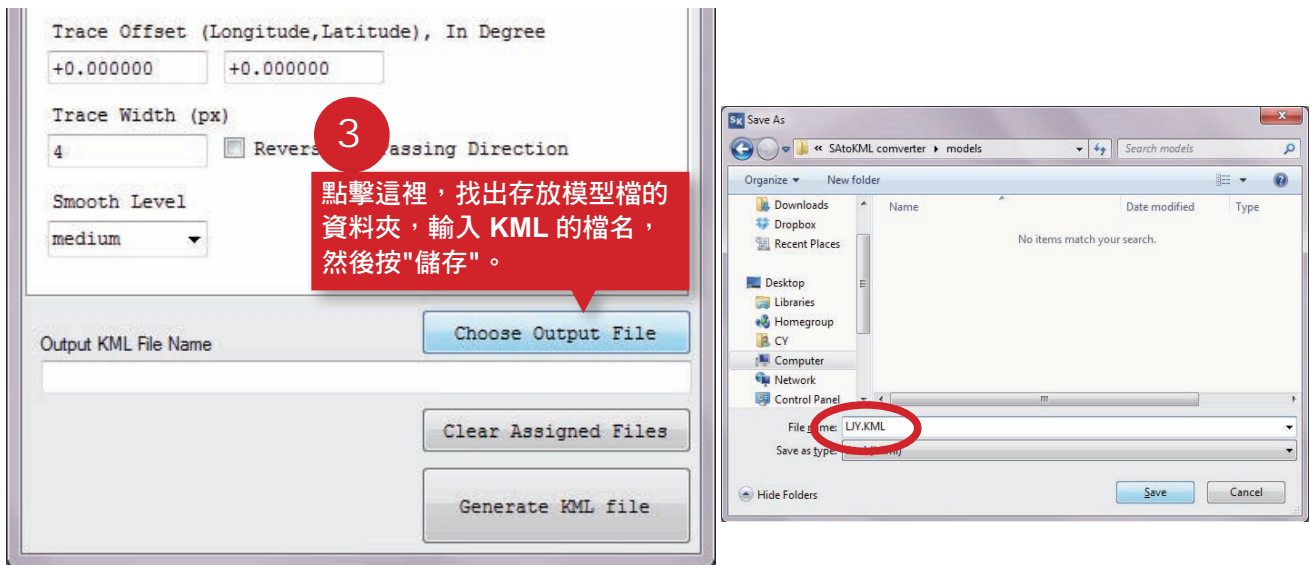 Trace Offset (Longitude,Latitude), In Degree
+0.000000 +0.000000
Trace Width (px)
4
Revers assing Direction
Smooth Level
medium
3
點擊這裡，找出存放模型檔的
資料夾，輸入 KML 的檔名，
然後按"儲存"。
Output KML File Name
Choose Output File
Clear Assigned Files
Generate KML file
SK Save As
« SAtoKML comverter ▸ models
Search models
Organize New folder
Downloads
Dropbox
Recent Places
Desktop
Libraries
Homegroup
CY
Computer
Network
Control Panel
Name Date modified Type
No items match your search.
File name: LJY.KML
Save as type:
Hide Folders
Save Cancel